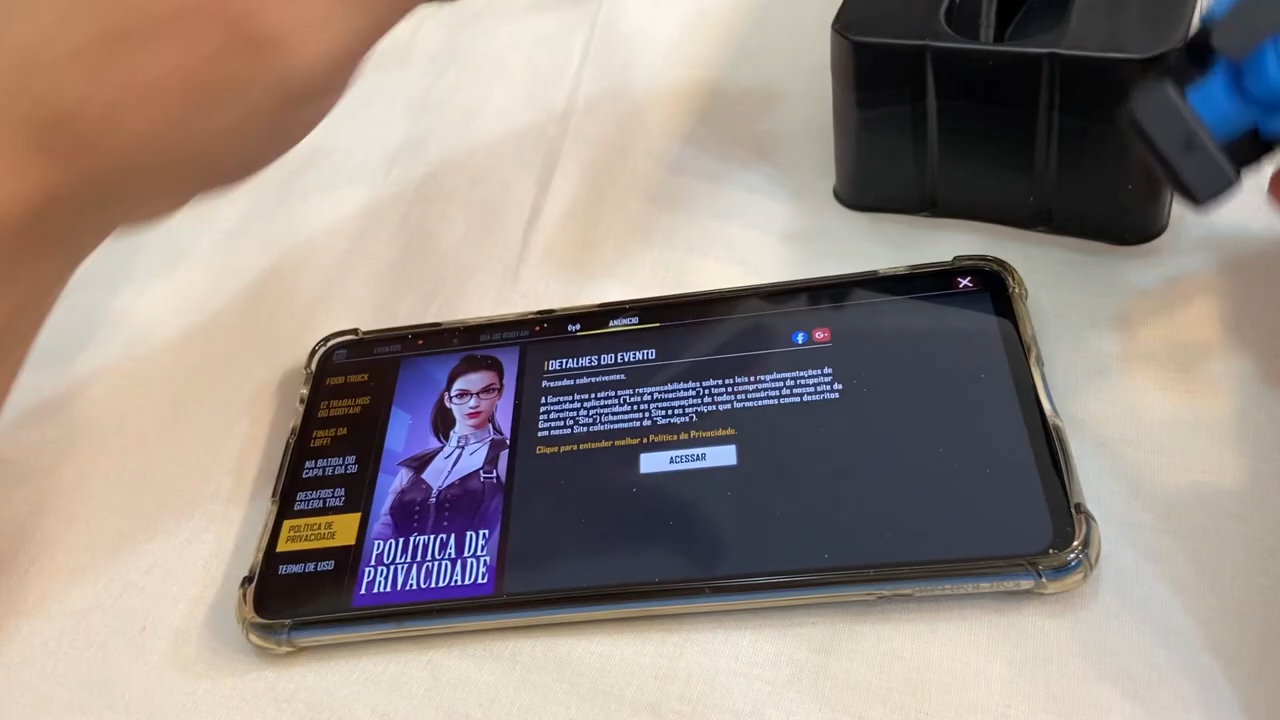 EVENTOS
DIA DO BOOYAH
ANÚNCIO
FOOD TRUCK
12 TRABALHOS
DO BOOYAH!
FINAIS DA
LBFF!
NA BATIDA DO
CAPA TE DÁ SU
DESAFIOS DA
GALERA TRAZ
POLÍTICA DE
PRIVACIDADE
TERMO DE USO
POLÍTICA DE
PRIVACIDADE
DETALHES DO EVENTO
Prezados sobreviventes,
A Garena leva a sério suas responsabilidades sobre as leis e regulamentações de
privacidade aplicáveis ("Leis de Privacidade") e tem o compromisso de respeitar
os direitos de privacidade e as preocupações de todos os usuários de nosso site da
Garena (o "Site") (chamamos o Site e os serviços que fornecemos como descritos
em nosso Site coletivamente de "Serviços").
Clique para entender melhor a Política de Privacidade.
ACESSAR